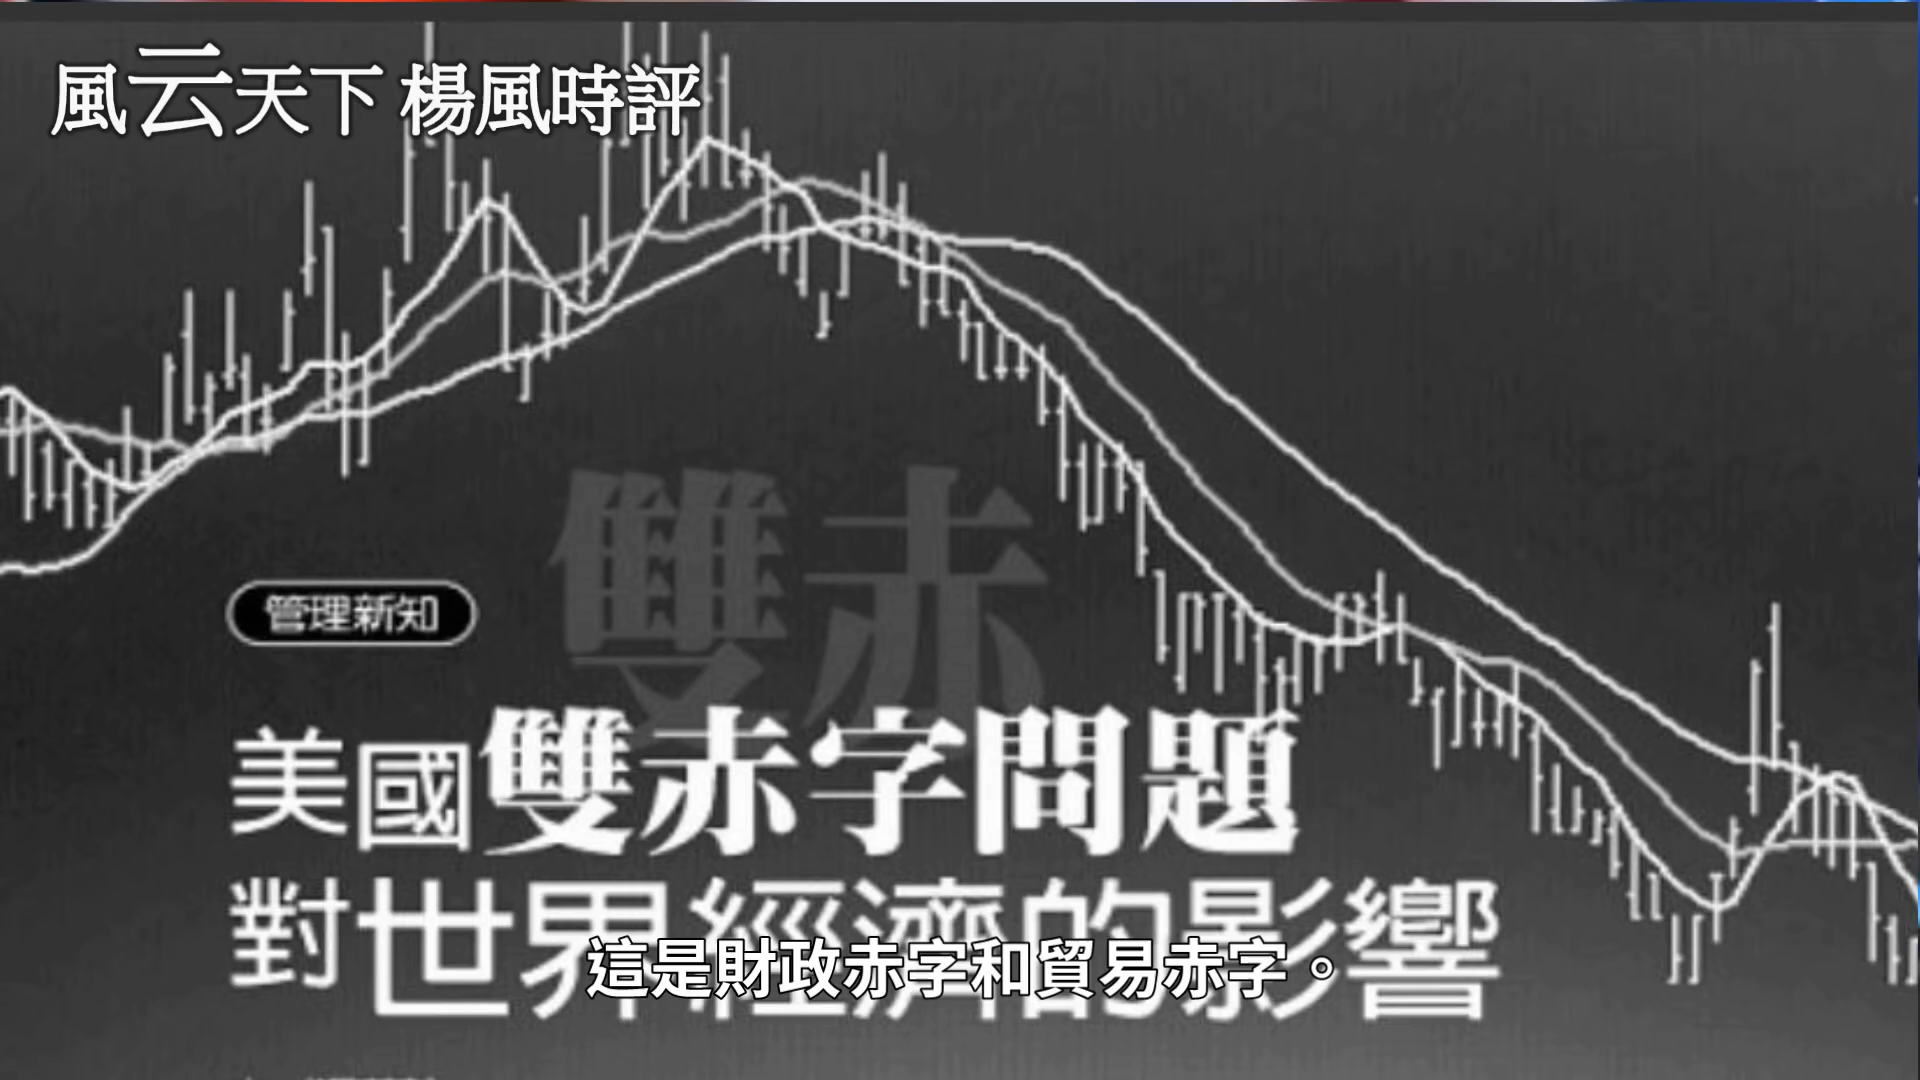 風云天下 楊風時評
雙赤
管理新知
美國雙赤字問題
對世界經濟的影響
這是財政赤字和貿易赤字。